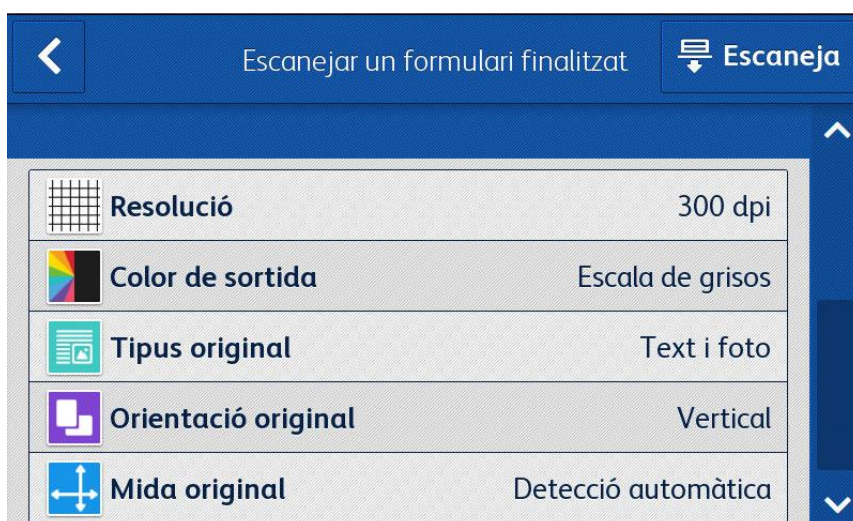 Escanejar un formulari finalitzat
Escaneja
Resolució 300 dpi
Color de sortida Escala de grisos
Tipus original Text i foto
Orientació original Vertical
Mida original Detecció automàtica